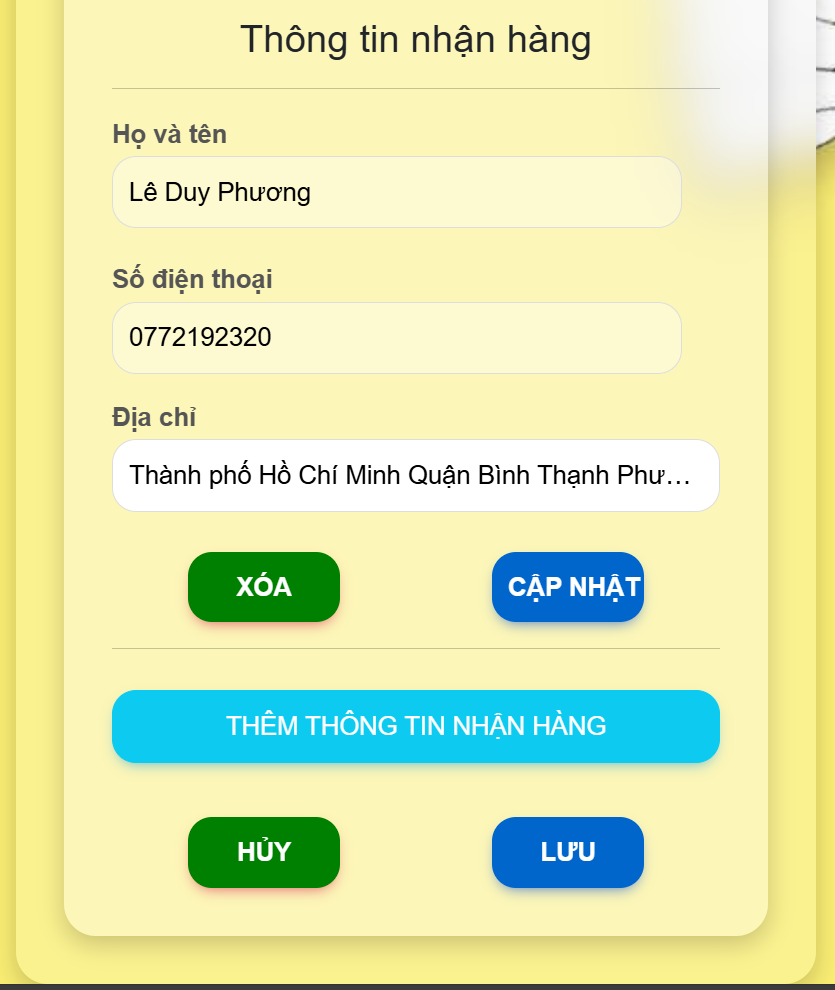 Thông tin nhận hàng
Họ và tên
Lê Duy Phương
Số điện thoại
0772192320
Địa chỉ
Thành phố Hồ Chí Minh Quận Bình Thạnh Phư...
XÓA
CẬP NHẬT
THÊM THÔNG TIN NHẬN HÀNG
HỦY
LƯU